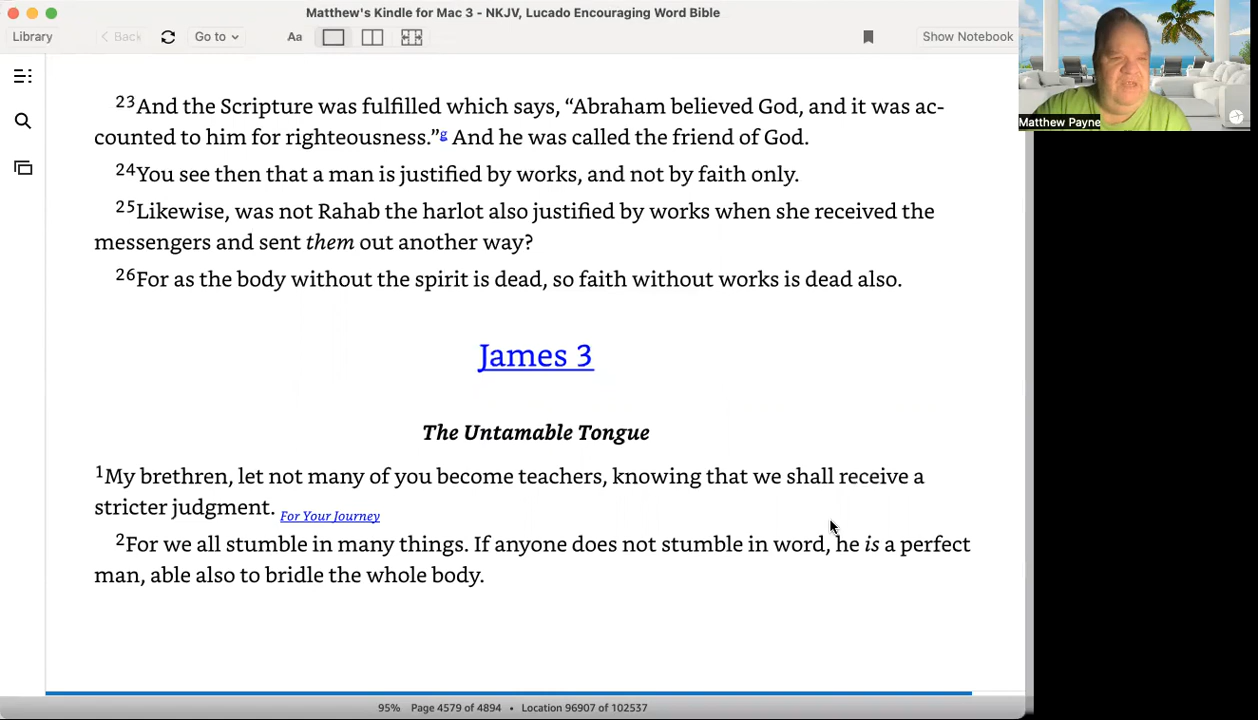 Matthew's Kindle for Mac 3 - NKJV, Lucado Encouraging Word Bible
Library
Back
Go to
Aa
Show Notebook
Matthew Payne
23And the Scripture was fulfilled which says, “Abraham believed God, and it was ac-
counted to him for righteousness.”g And he was called the friend of God.
24You see then that a man is justified by works, and not by faith only.
25Likewise, was not Rahab the harlot also justified by works when she received the
messengers and sent them out another way?
26For as the body without the spirit is dead, so faith without works is dead also.
James 3
The Untamable Tongue
1My brethren, let not many of you become teachers, knowing that we shall receive a
stricter judgment. For Your Journey
2For we all stumble in many things. If anyone does not stumble in word, he is a perfect
man, able also to bridle the whole body.
95% Page 4579 of 4894 • Location 96907 of 102537